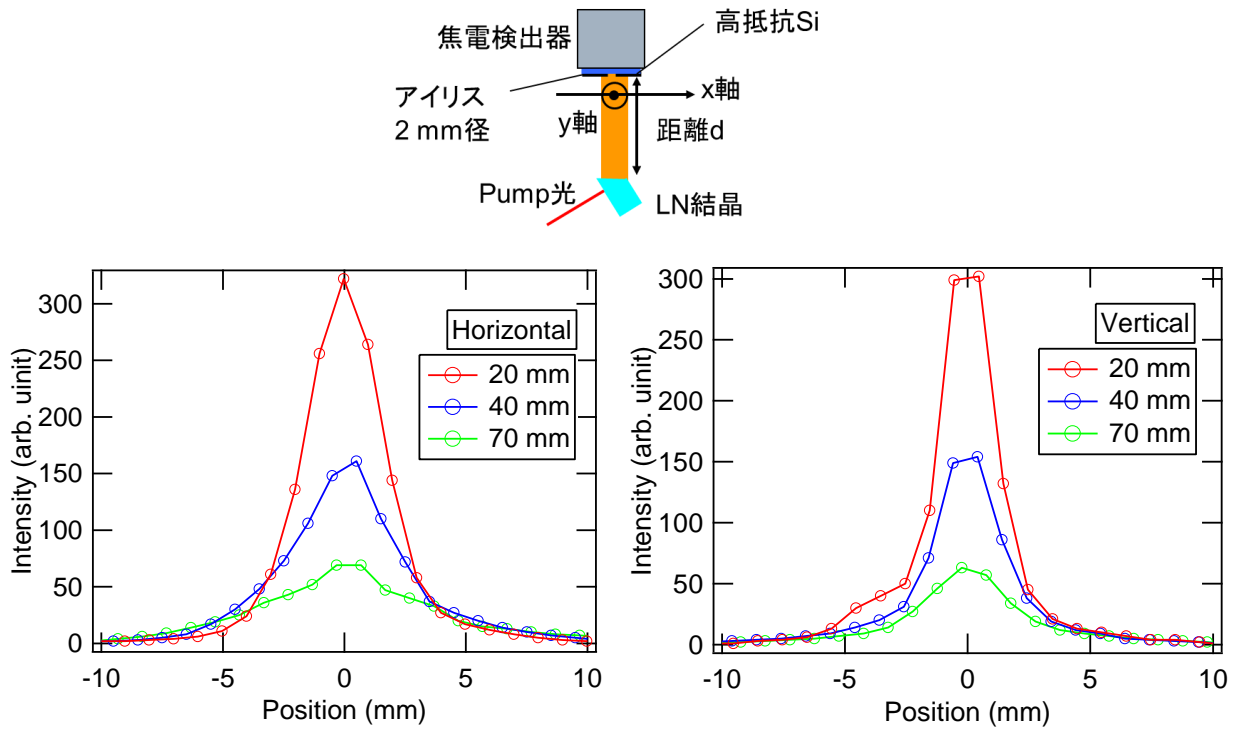 焦電検出器
高抵抗Si
アイリス
2 mm径
x軸
y軸
距離d
Pump光
LN結晶
Intensity (arb. uinit)
300
250
200
150
100
50
0
-10
-5
0
5
10
Position (mm)
Horizontal
20 mm
40 mm
70 mm
Intensity (arb. uinit)
300
250
200
150
100
50
0
-10
-5
0
5
10
Position (mm)
Vertical
20 mm
40 mm
70 mm